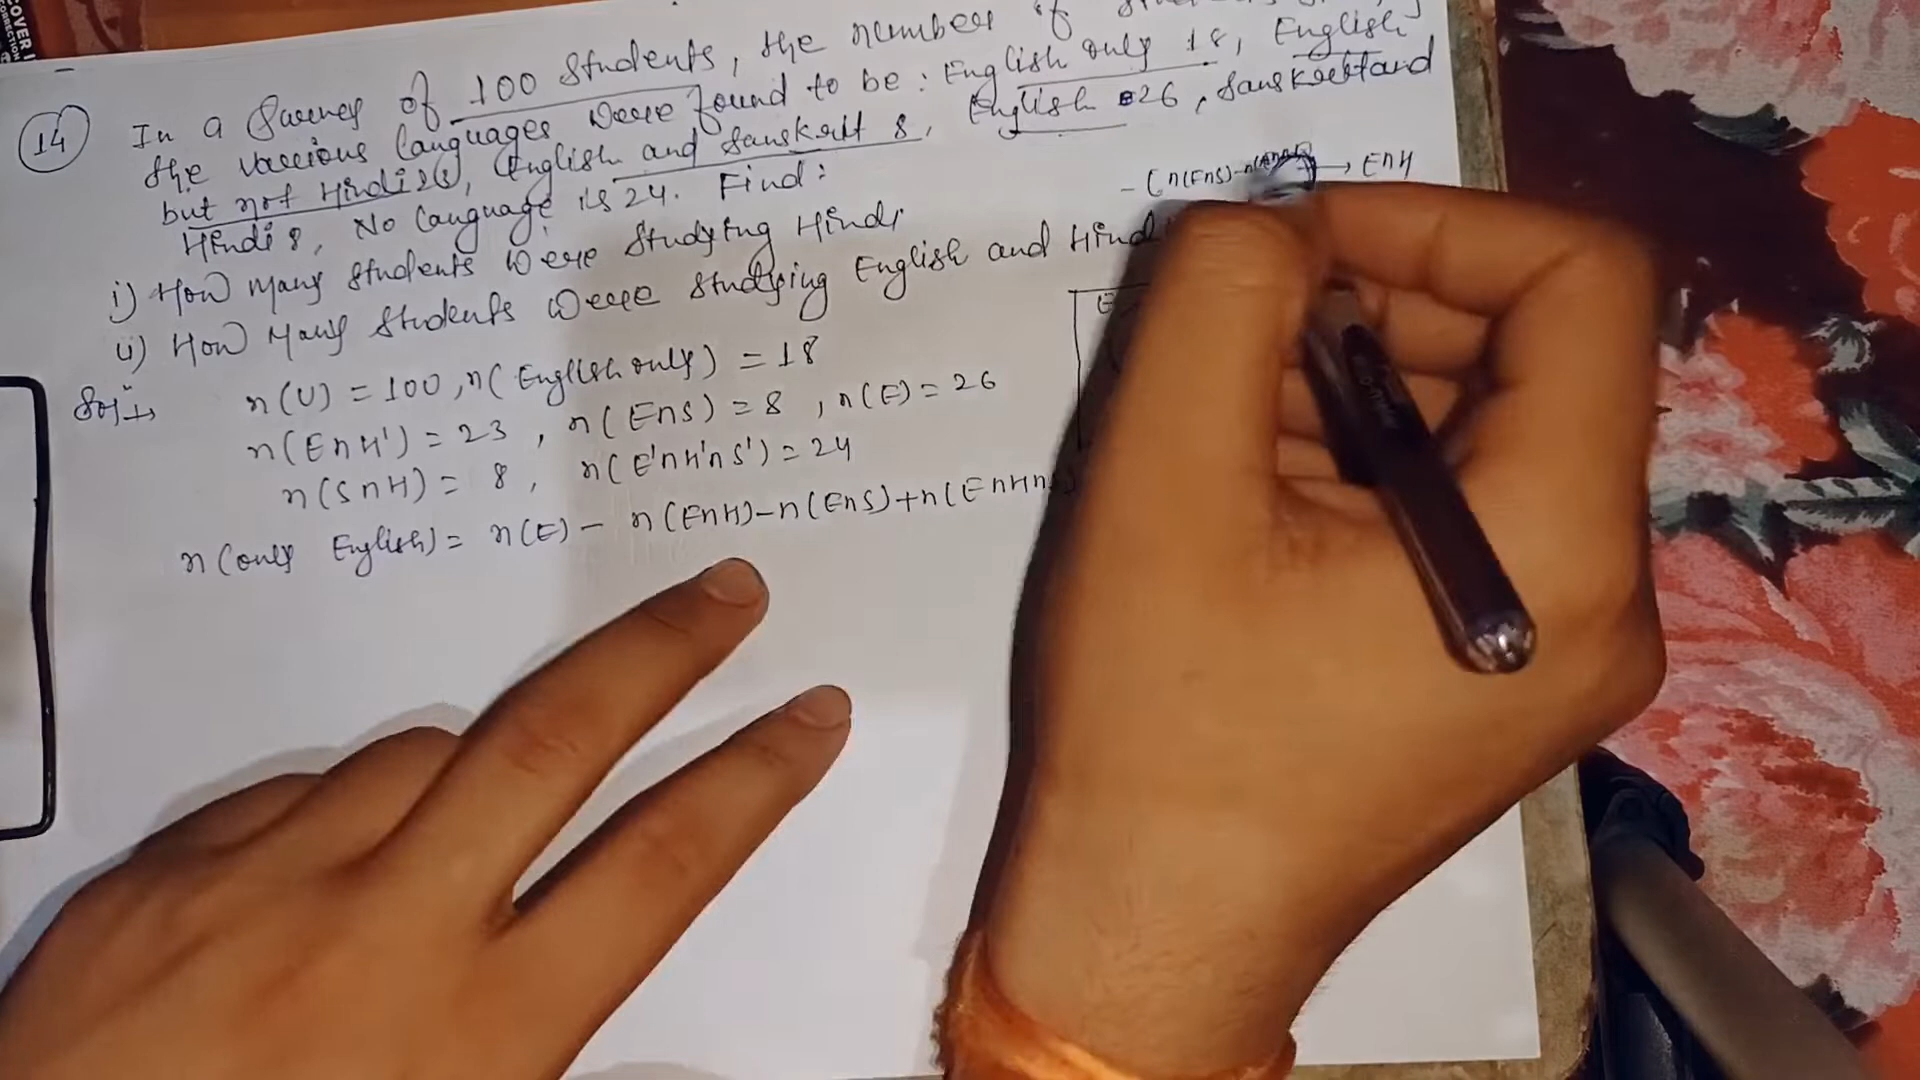 COVER I
CORRECTION
14 In a Survey of 100 Students, the number of
the various languages were found to be: English only 18, English
but not Hindi 23, English and Sanskrit 8, English 26, Sanskrit and
Hindi 8, No language is 24. Find:
i) How Many Students Were Studying Hindi
ii) How Many Students were Studying English and Hindi
- [n(E∩S)- → E∩H
Sol:→ n(U) = 100, n(English only) = 18
n(E∩H') = 23, n(E∩S) = 8, n(E) = 26
n(S∩H) = 8, n(E'∩H'∩S') = 24
n(only English) = n(E) - n(E∩H)-n(E∩S)+n(E∩H∩
E